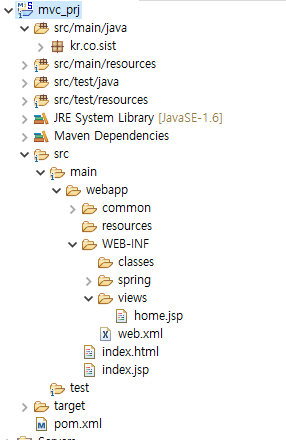 mvc_prj
src/main/java
kr.co.sist
src/main/resources
src/test/java
src/test/resources
JRE System Library [JavaSE-1.6]
Maven Dependencies
src
main
webapp
common
resources
WEB-INF
classes
spring
views
home.jsp
web.xml
index.html
index.jsp
test
target
pom.xml